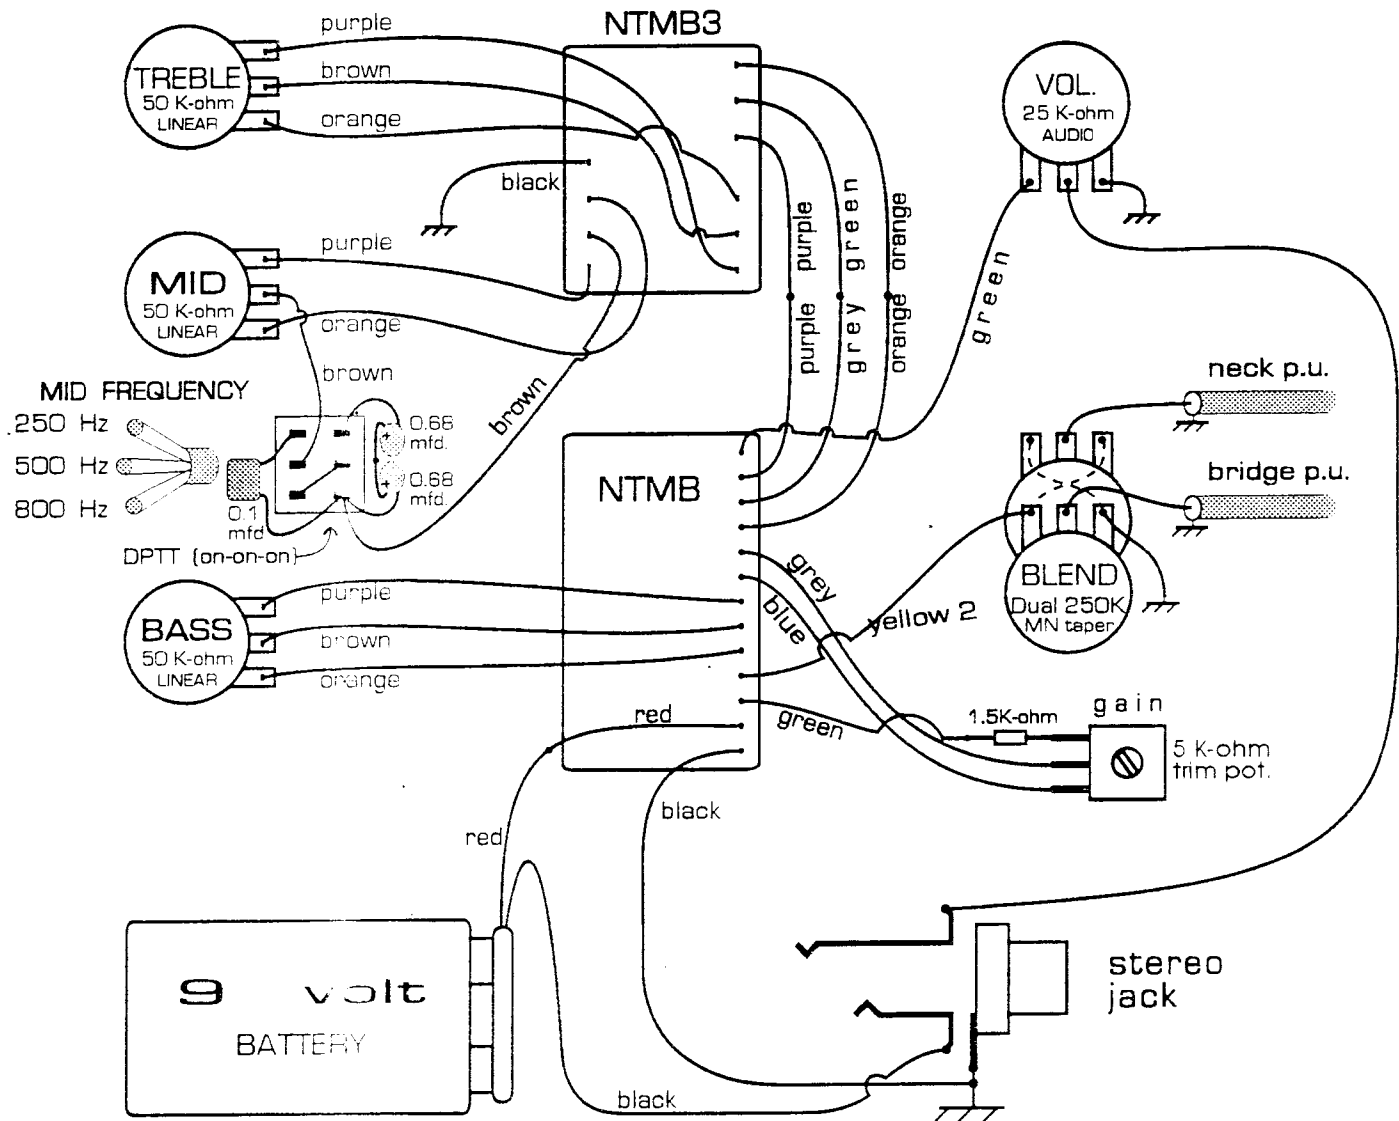 NTMB3
purple
TREBLE
50 K-ohm
LINEAR
brown
orange
black
VOL.
25 K-ohm
AUDIO
purple
green
orange
purple
grey
orange
green
purple
MID
50 K-ohm
LINEAR
orange
brown
brown
MID FREQUENCY
250 Hz
500 Hz
800 Hz
0.68
mfd.
0.68
mfd.
0.1
mfd
DPTT (on-on-on)
NTMB
neck p.u.
bridge p.u.
BLEND
Dual 250K
MN taper
grey
blue
yellow 2
purple
BASS
50 K-ohm
LINEAR
brown
orange
red
green
1.5K-ohm
gain
5 K-ohm
trim pot.
black
red
9 volt
BATTERY
stereo
jack
black